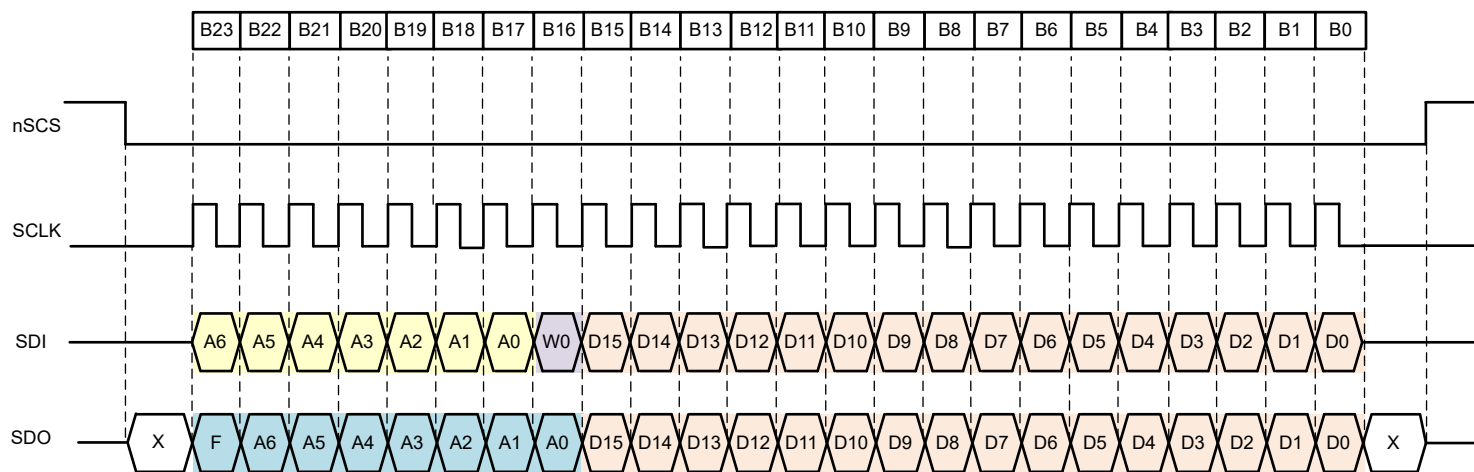 B23 B22 B21 B20 B19 B18 B17 B16 B15 B14 B13 B12 B11 B10 B9 B8 B7 B6 B5 B4 B3 B2 B1 B0
nSCS
SCLK
SDI A6 A5 A4 A3 A2 A1 A0 W0 D15 D14 D13 D12 D11 D10 D9 D8 D7 D6 D5 D4 D3 D2 D1 D0
SDO X F A6 A5 A4 A3 A2 A1 A0 D15 D14 D13 D12 D11 D10 D9 D8 D7 D6 D5 D4 D3 D2 D1 D0 X